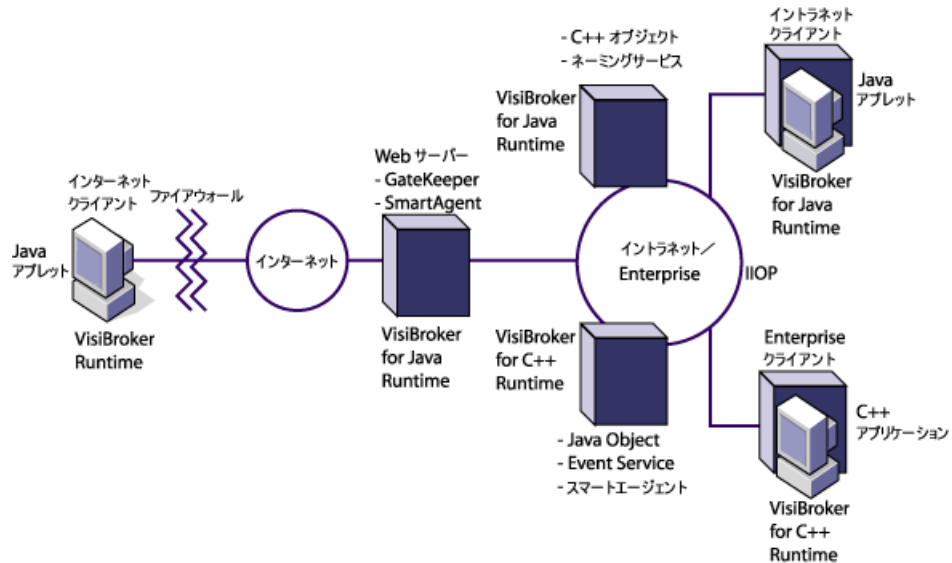 インターネット
クライアント
Java
アプレット
VisiBroker
Runtime
ファイアウォール
インターネット
Web サーバー
- GateKeeper
- SmartAgent
VisiBroker
for Java
Runtime
- C++ オブジェクト
- ネーミングサービス
VisiBroker
for Java
Runtime
イントラネット／
Enterprise
IIOP
VisiBroker
for C++
Runtime
- Java Object
- Event Service
- スマートエージェント
イントラネット
クライアント
Java
アプレット
VisiBroker
for Java
Runtime
Enterprise
クライアント
C++
アプリケーション
VisiBroker
for C++
Runtime